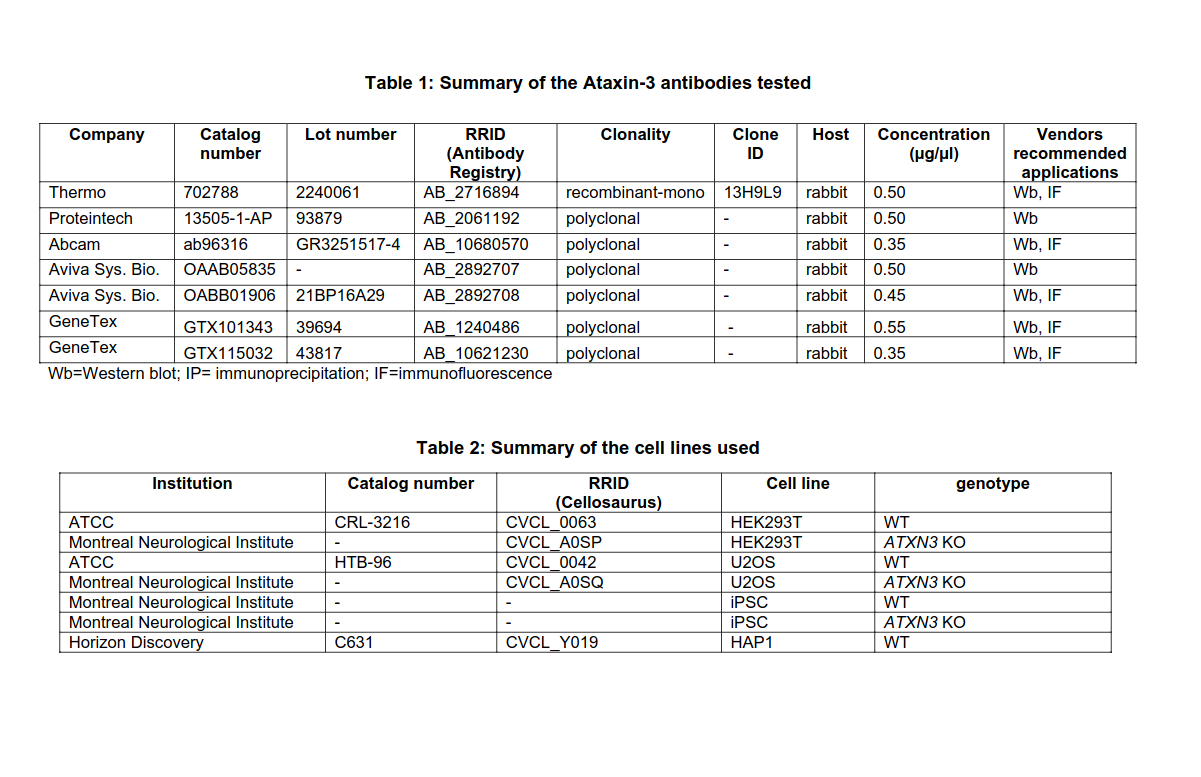 Table 1: Summary of the Ataxin-3 antibodies tested
Company Catalog number Lot number RRID (Antibody Registry) Clonality Clone ID Host Concentration (µg/µl) Vendors recommended applications
Thermo 702788 2240061 AB_2716894 recombinant-mono 13H9L9 rabbit 0.50 Wb, IF
Proteintech 13505-1-AP 93879 AB_2061192 polyclonal - rabbit 0.50 Wb
Abcam ab96316 GR3251517-4 AB_10680570 polyclonal - rabbit 0.35 Wb, IF
Aviva Sys. Bio. OAAB05835 - AB_2892707 polyclonal - rabbit 0.50 Wb
Aviva Sys. Bio. OABB01906 21BP16A29 AB_2892708 polyclonal - rabbit 0.45 Wb, IF
GeneTex GTX101343 39694 AB_1240486 polyclonal - rabbit 0.55 Wb, IF
GeneTex GTX115032 43817 AB_10621230 polyclonal - rabbit 0.35 Wb, IF
Wb=Western blot; IP= immunoprecipitation; IF=immunofluorescence
Table 2: Summary of the cell lines used
Institution Catalog number RRID (Cellosaurus) Cell line genotype
ATCC CRL-3216 CVCL_0063 HEK293T WT
Montreal Neurological Institute - CVCL_A0SP HEK293T ATXN3 KO
ATCC HTB-96 CVCL_0042 U2OS WT
Montreal Neurological Institute - CVCL_A0SQ U2OS ATXN3 KO
Montreal Neurological Institute - - iPSC WT
Montreal Neurological Institute - - iPSC ATXN3 KO
Horizon Discovery C631 CVCL_Y019 HAP1 WT